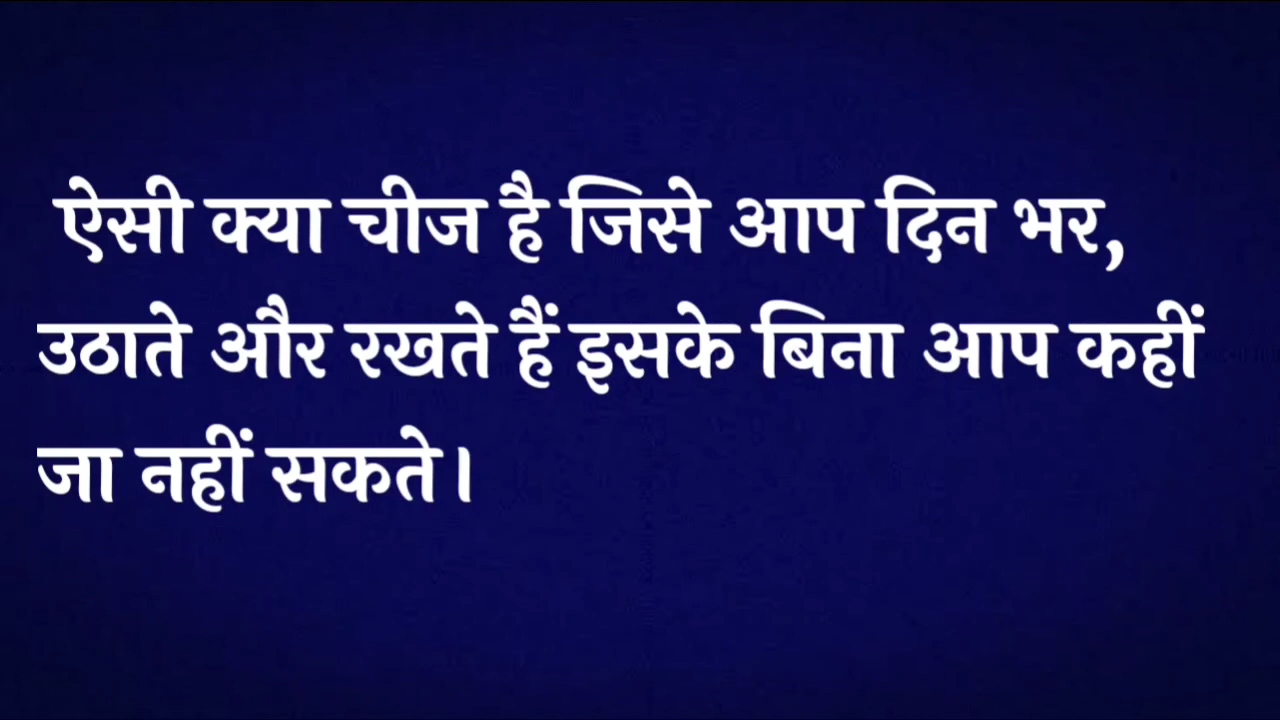 ऐसी क्या चीज है जिसे आप दिन भर,
उठाते और रखते हैं इसके बिना आप कहीं
जा नहीं सकते।